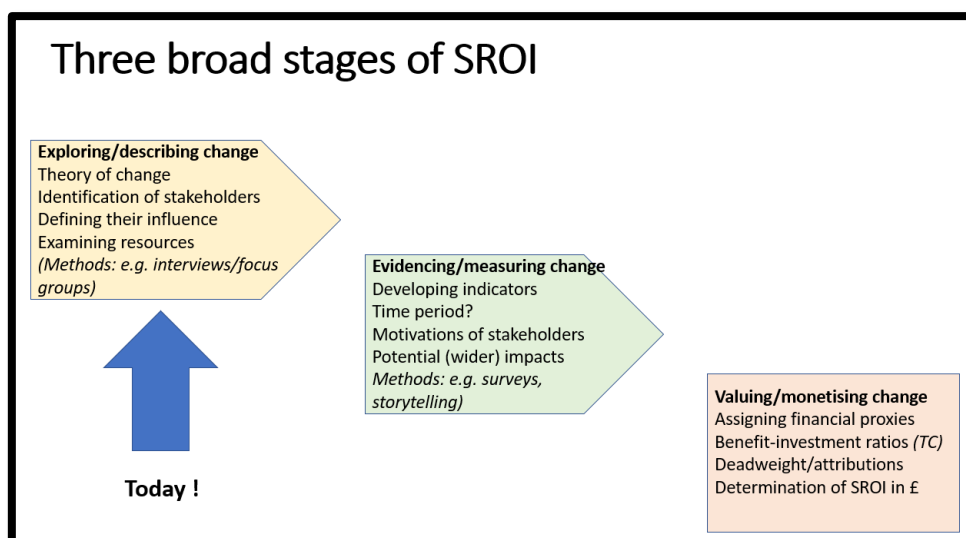 Three broad stages of SROI
Exploring/describing change
Theory of change
Identification of stakeholders
Defining their influence
Examining resources
(Methods: e.g. interviews/focus
groups)
Evidencing/measuring change
Developing indicators
Time period?
Motivations of stakeholders
Potential (wider) impacts
Methods: e.g. surveys,
storytelling)
Valuing/monetising change
Assigning financial proxies
Benefit-investment ratios (TC)
Deadweight/attributions
Determination of SROI in £
Today !